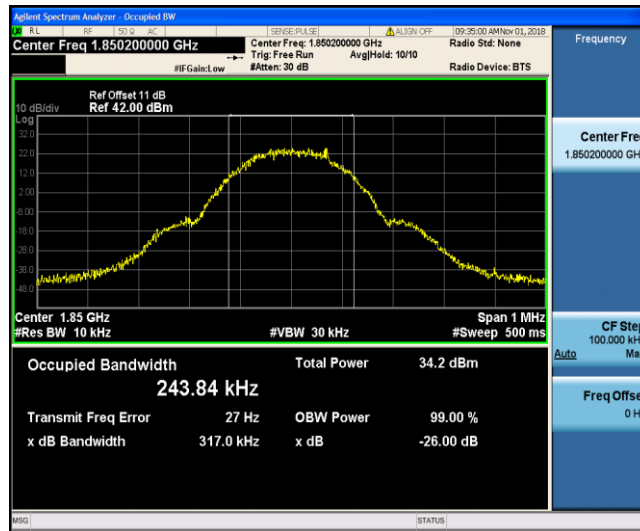 Agilent Spectrum Analyzer - Occupied BW
RL RF 50 Ω AC SENSE:PULSE ALIGN OFF 09:35:00 AM Nov 01, 2018
Center Freq 1.850200000 GHz Center Freq: 1.850200000 GHz Radio Std: None Frequency
Trig: Free Run Avg|Hold: 10/10
#IFGain:Low #Atten: 30 dB Radio Device: BTS
Ref Offset 11 dB
10 dB/div Ref 42.00 dBm
Log
32.0
22.0
12.0
2.00
-8.00
-18.0
-28.0
-38.0
-48.0
Center Fre
1.850200000 GH
Center 1.85 GHz Span 1 MHz
#Res BW 10 kHz #VBW 30 kHz #Sweep 500 ms
CF Step
100.000 kH
Auto Ma
Occupied Bandwidth Total Power 34.2 dBm
243.84 kHz
Transmit Freq Error 27 Hz OBW Power 99.00 %
x dB Bandwidth 317.0 kHz x dB -26.00 dB
Freq Offse
0 H
MSG STATUS